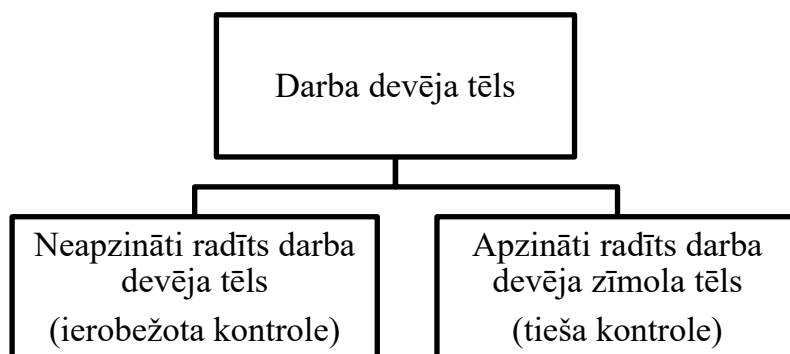 Darba devēja tēls
Neapzināti radīts darba
devēja tēls
(ierobežota kontrole)
Apzināti radīts darba
devēja zīmola tēls
(tieša kontrole)